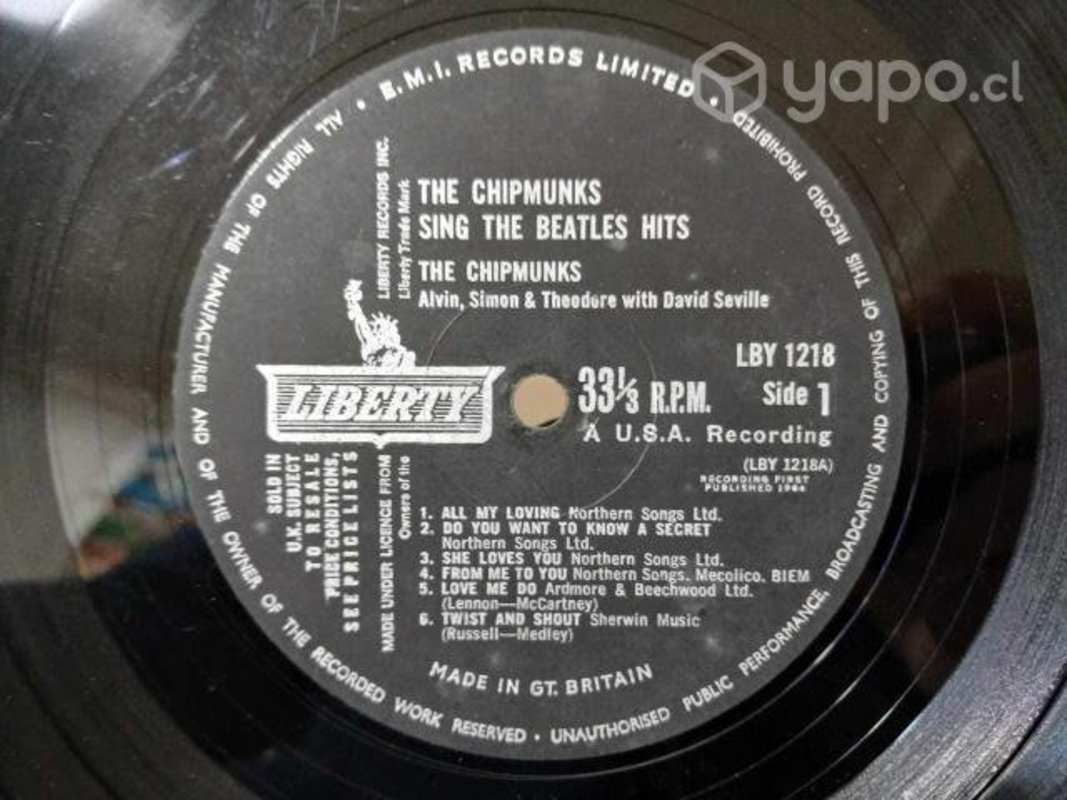 yapo.cl
E.M.I. RECORDS LIMITED • UNAUTHORISED PUBLIC PERFORMANCE, BROADCASTING AND COPYING OF THIS RECORD PROHIBITED • ALL RIGHTS OF THE MANUFACTURER AND OF THE OWNER OF THE RECORDED WORK RESERVED •
THE CHIPMUNKS
SING THE BEATLES HITS
THE CHIPMUNKS
Alvin, Simon & Theodore with David Seville
LIBERTY RECORDS INC.
Liberty Trade Mark
LIBERTY
LBY 1218
33⅓ R.P.M.
Side 1
A U.S.A. Recording
(LBY 1218A)
RECORDING FIRST
PUBLISHED 1964
SOLD IN
U.K. SUBJECT
TO RESALE
PRICE CONDITIONS,
SEE PRICE LISTS
MADE UNDER LICENCE FROM
Owners of the
1. ALL MY LOVING Northern Songs Ltd.
2. DO YOU WANT TO KNOW A SECRET
Northern Songs Ltd.
3. SHE LOVES YOU Northern Songs Ltd.
4. FROM ME TO YOU Northern Songs. Mecolico. BIEM
5. LOVE ME DO Ardmore & Beechwood Ltd.
(Lennon—McCartney)
6. TWIST AND SHOUT Sherwin Music
(Russell—Medley)
MADE IN GT. BRITAIN